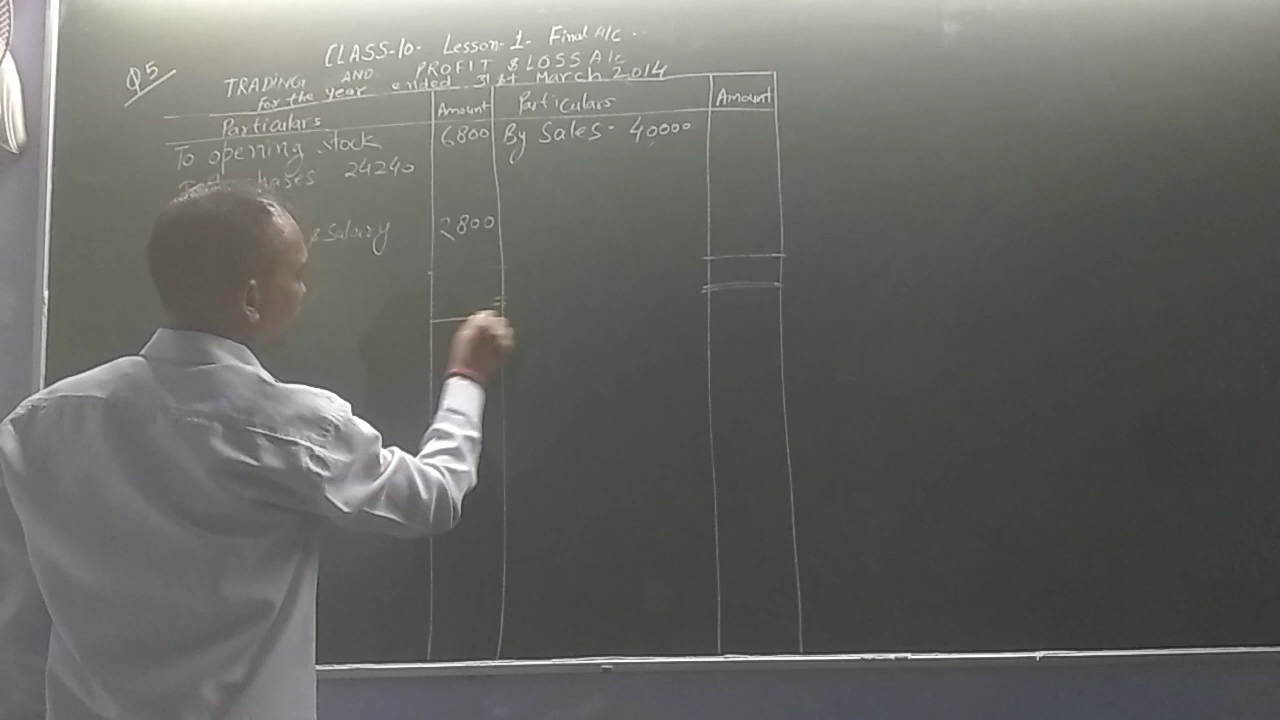 CLASS-10. Lesson-1. Final A/c..
Q5
TRADING AND PROFIT & LOSS A/c
for the year ended 31st March 2014
Particulars Amount Particulars Amount
To opening stock 6800 By Sales - 40000
24240
& Salary 2800